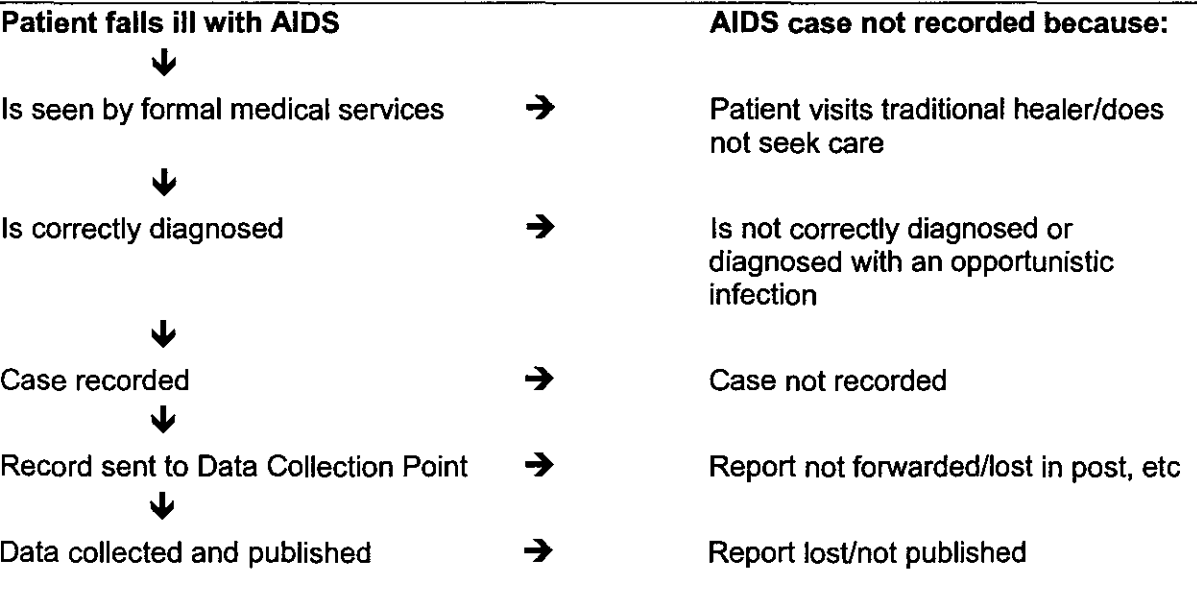 Patient falls ill with AIDS
AIDS case not recorded because:
↓
Is seen by formal medical services → Patient visits traditional healer/does
not seek care
↓
Is correctly diagnosed → Is not correctly diagnosed or
diagnosed with an opportunistic
infection
↓
Case recorded → Case not recorded
↓
Record sent to Data Collection Point → Report not forwarded/lost in post, etc
↓
Data collected and published → Report lost/not published